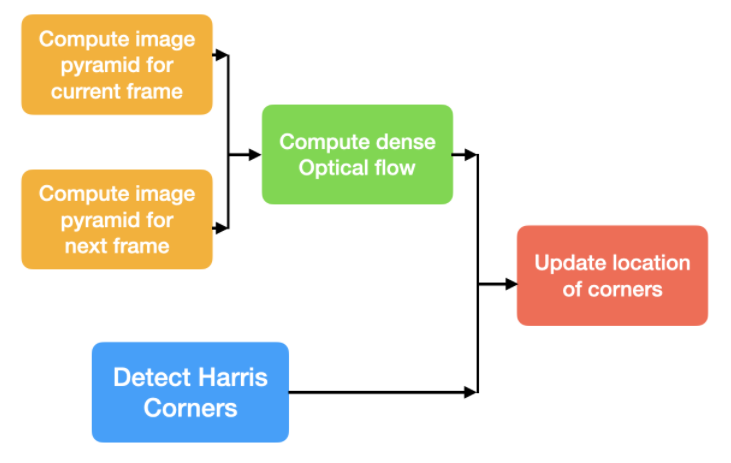 Compute image
pyramid for
current frame
Compute dense
Optical flow
Compute image
pyramid for
next frame
Update location
of corners
Detect Harris
Corners